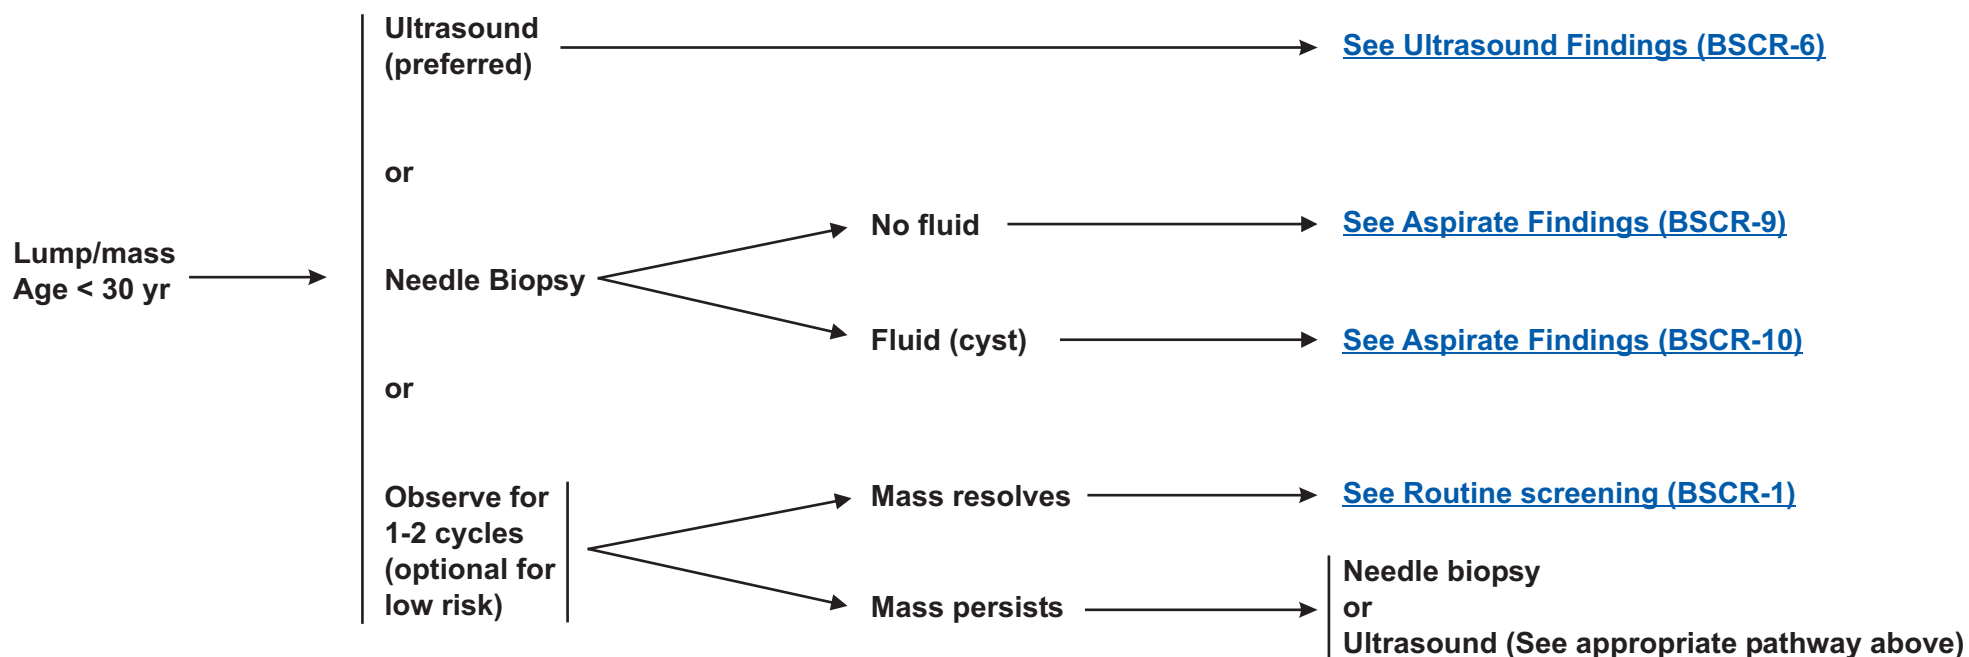 Lump/mass
Age < 30 yr
Ultrasound
(preferred)
See Ultrasound Findings (BSCR-6)
or
Needle Biopsy
No fluid
See Aspirate Findings (BSCR-9)
Fluid (cyst)
See Aspirate Findings (BSCR-10)
or
Observe for
1-2 cycles
(optional for
low risk)
Mass resolves
See Routine screening (BSCR-1)
Mass persists
Needle biopsy
or
Ultrasound (See appropriate pathway above)